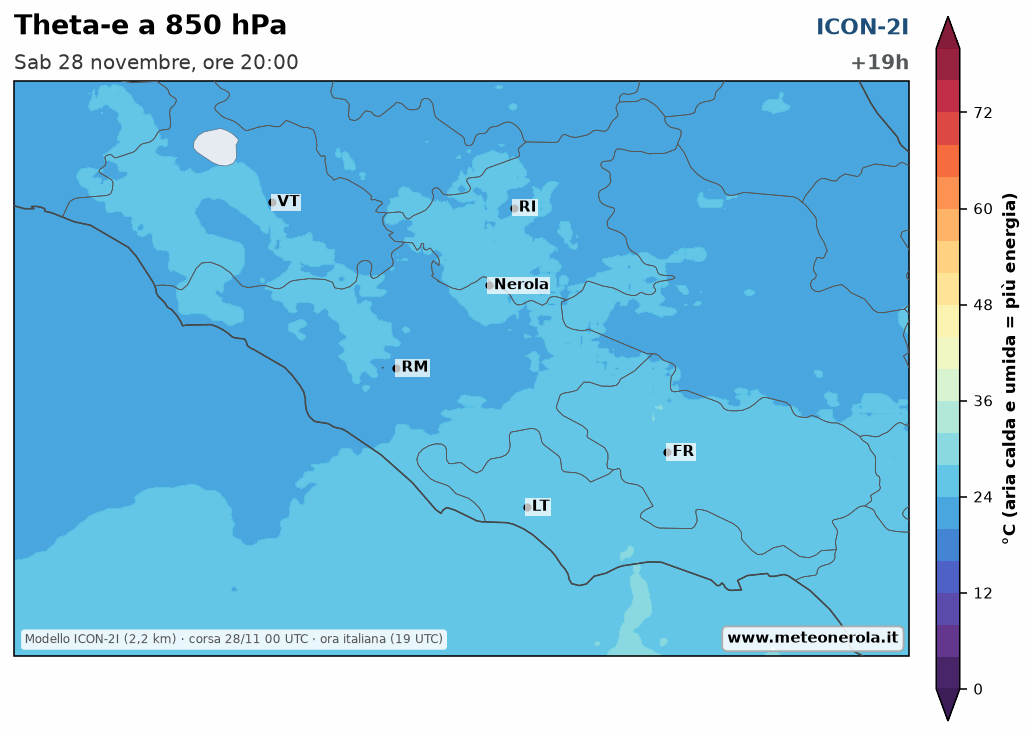 Theta-e a 850 hPa
ICON-2I
Sab 28 novembre, ore 20:00
+19h
72
60
48
36
24
12
0
°C (aria calda e umida = più energia)
VT
RI
Nerola
RM
FR
LT
Modello ICON-2I (2,2 km) · corsa 28/11 00 UTC · ora italiana (19 UTC)
www.meteonerola.it